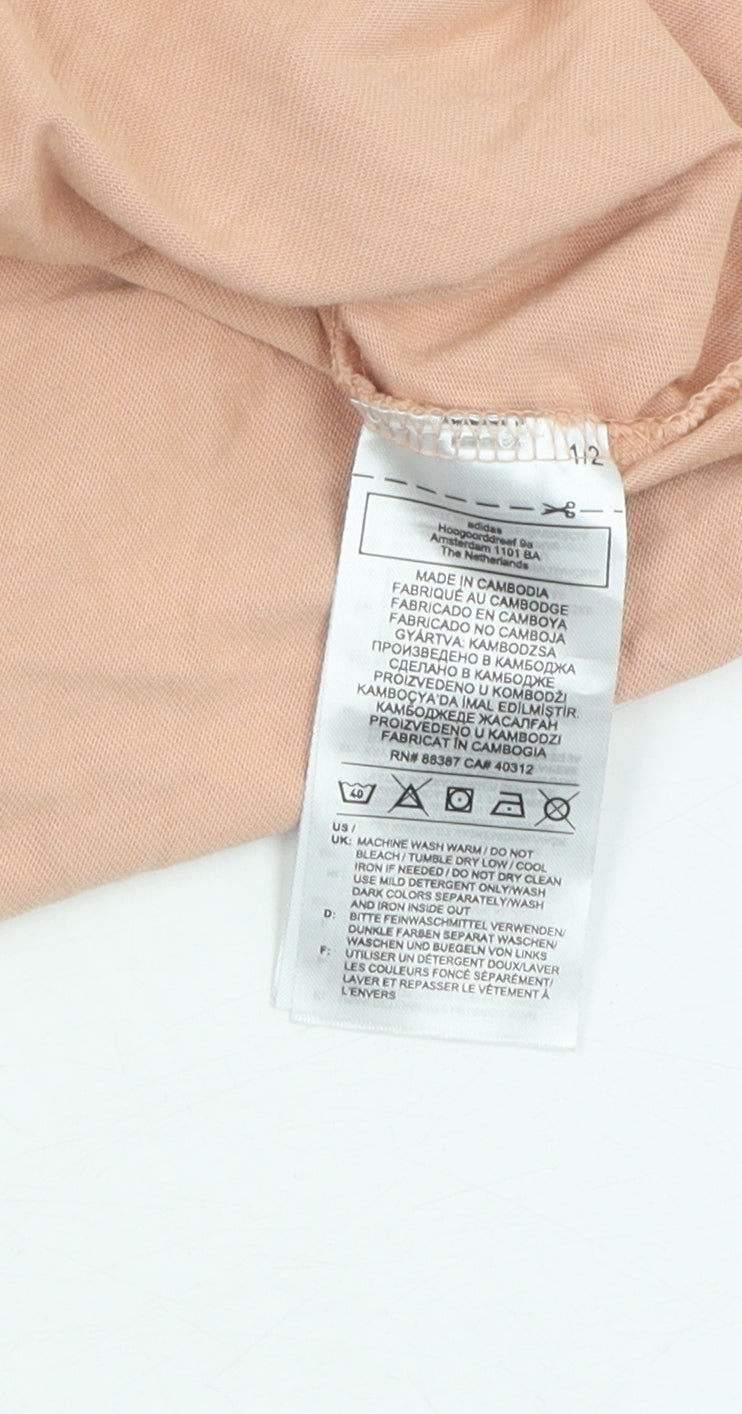 1/2
adidas
Hoogoorddreef 9a
Amsterdam 1101 BA
The Netherlands
MADE IN CAMBODIA
FABRIQUÉ AU CAMBODGE
FABRICADO EN CAMBOYA
FABRICADO NO CAMBOJA
GYÁRTVA: KAMBODZSA
ПРОИЗВЕДЕНО В КАМБОДЖА
СДЕЛАНО В КАМБОДЖЕ
PROIZVEDENO U KOMBODŽI
KAMBOÇYA'DA İMAL EDİLMİŞTİR.
КАМБОДЖЕДЕ ЖАСАЛҒАН
PROIZVEDENO U KAMBODZI
FABRICAT ÎN CAMBOGIA
RN# 88387 CA# 40312
40
US /
UK: MACHINE WASH WARM / DO NOT
BLEACH / TUMBLE DRY LOW / COOL
IRON IF NEEDED / DO NOT DRY CLEAN
USE MILD DETERGENT ONLY/WASH
DARK COLORS SEPARATELY/WASH
AND IRON INSIDE OUT
D: BITTE FEINWASCHMITTEL VERWENDEN/
DUNKLE FARBEN SEPARAT WASCHEN/
WASCHEN UND BUEGELN VON LINKS
F: UTILISER UN DÉTERGENT DOUX/LAVER
LES COULEURS FONCÉ SÉPARÉMENT/
LAVER ET REPASSER LE VÊTEMENT À
L'ENVERS